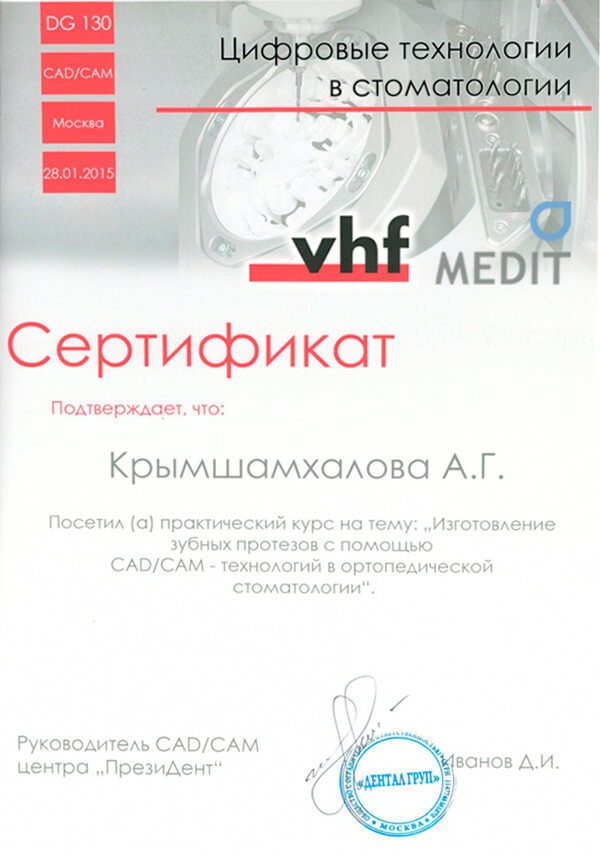 DG 130
CAD/CAM
Москва
28.01.2015
Цифровые технологии
в стоматологии
vhf
MEDIT
Сертификат
Подтверждает, что:
Крымшамхалова А.Г.
Посетил (а) практический курс на тему: „Изготовление
зубных протезов с помощью
CAD/CAM - технологий в ортопедической
стоматологии“.
Руководитель CAD/CAM
центра „ПрезиДент“
Иванов Д.И.
«ДЕНТАЛ ГРУП»
МОСКВА